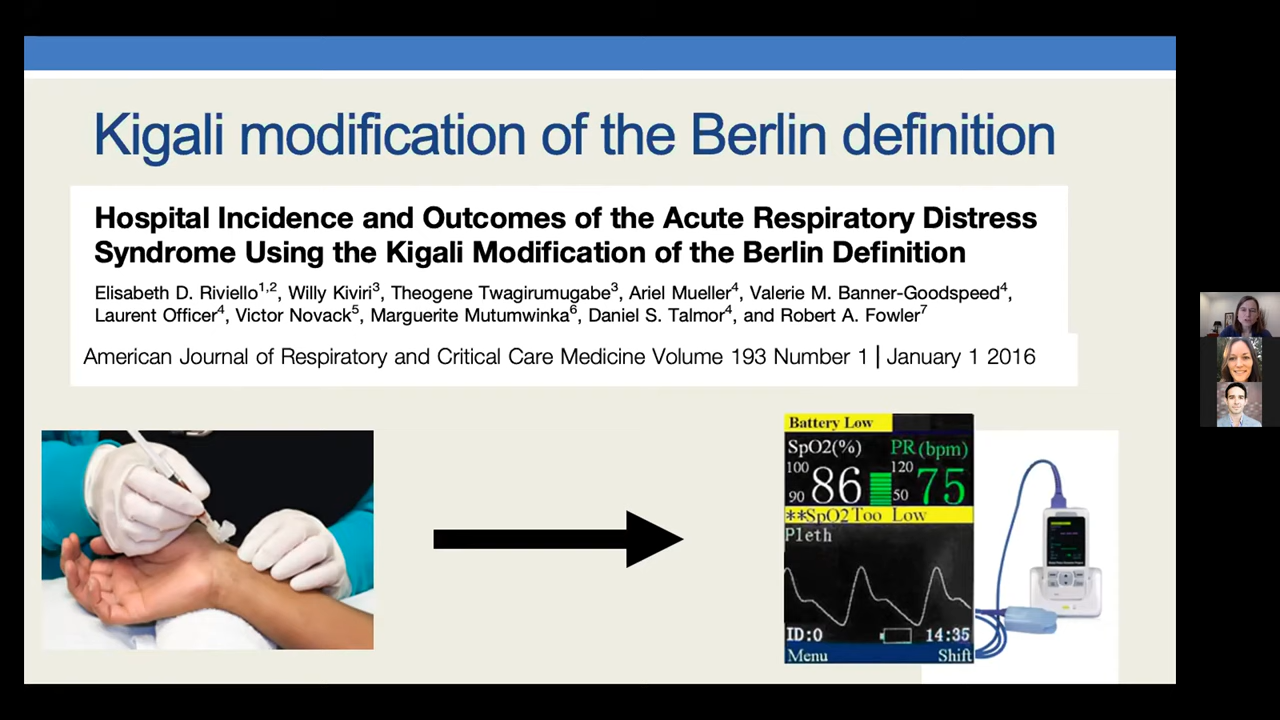 Kigali modification of the Berlin definition
Hospital Incidence and Outcomes of the Acute Respiratory Distress
Syndrome Using the Kigali Modification of the Berlin Definition
Elisabeth D. Riviello1,2, Willy Kiviri3, Theogene Twagirumugabe3, Ariel Mueller4, Valerie M. Banner-Goodspeed4,
Laurent Officer4, Victor Novack5, Marguerite Mutumwinka6, Daniel S. Talmor4, and Robert A. Fowler7
American Journal of Respiratory and Critical Care Medicine Volume 193 Number 1 | January 1 2016
Battery Low
SpO2(%) PR(bpm)
100 86 120 75
90 50
**SpO2 Too Low
Pleth
ID:0 14:35
Menu Shift